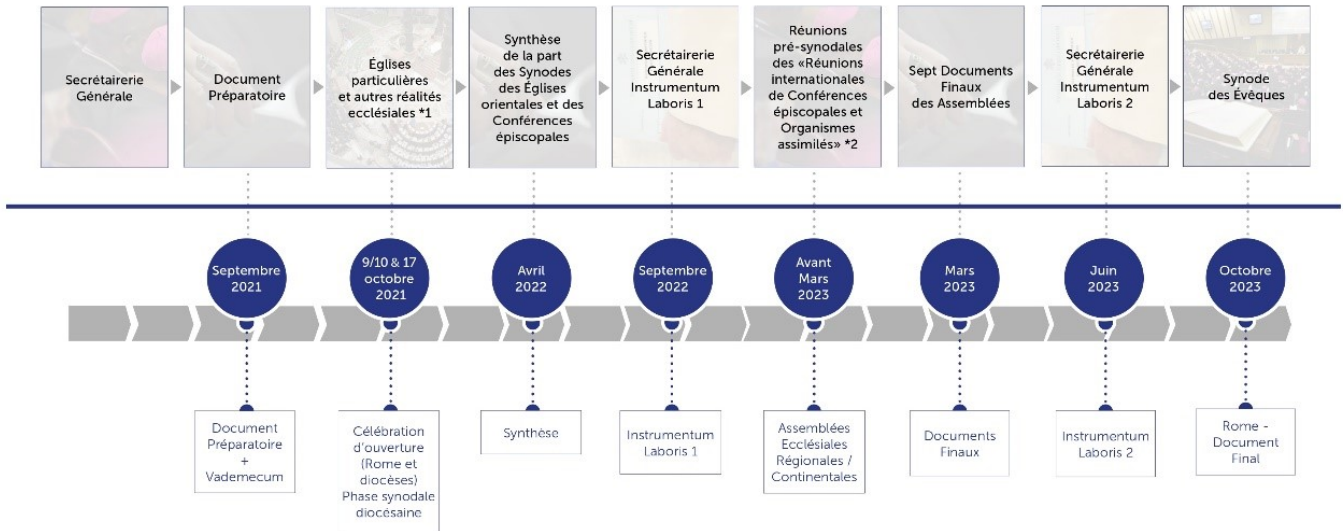 Secrétairerie
Générale
Document
Préparatoire
Églises
particulières
et autres réalités
ecclésiales *1
Synthèse
de la part
des Synodes
des Églises
orientales et des
Conférences
épiscopales
Secrétairerie
Générale
Instrumentum
Laboris 1
Réunions
pré-synodales
des «Réunions
internationales
de Conférences
épiscopales et
Organismes
assimilés» *2
Sept Documents
Finaux
des Assemblées
Secrétairerie
Générale
Instrumentum
Laboris 2
Synode
des Évêques
Septembre
2021
9/10 & 17
octobre
2021
Avril
2022
Septembre
2022
Avant
Mars
2023
Mars
2023
Juin
2023
Octobre
2023
Document
Préparatoire
+
Vademecum
Célébration
d'ouverture
(Rome et
diocèses)
Phase synodale
diocésaine
Synthèse
Instrumentum
Laboris 1
Assemblées
Ecclésiales
Régionales /
Continentales
Documents
Finaux
Instrumentum
Laboris 2
Rome -
Document
Final